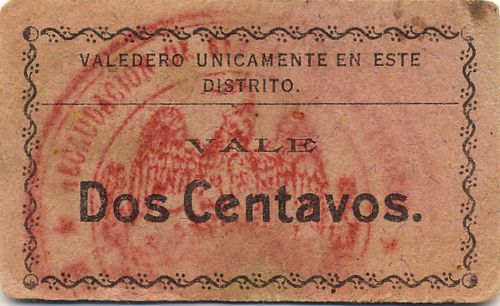 VALEDERO UNICAMENTE EN ESTE
DISTRITO.
VALE
Dos Centavos.